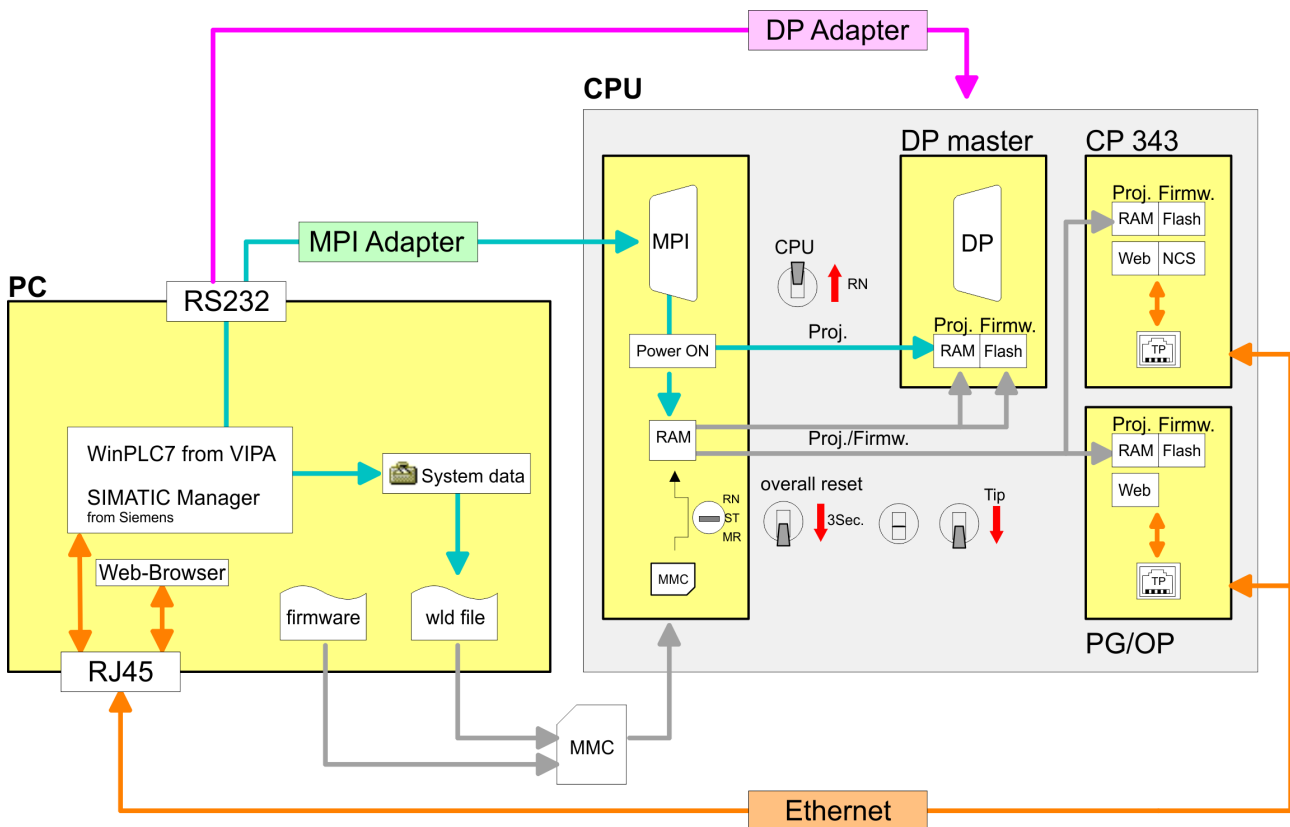 DP Adapter
CPU
DP master
CP 343
Proj. Firmw.
RAM Flash
Web NCS
TP
MPI Adapter
MPI
CPU
RN
DP
Proj. Firmw.
RAM Flash
Proj.
Power ON
PC
RS232
WinPLC7 from VIPA
SIMATIC Manager
from Siemens
System data
Web-Browser
firmware
wld file
RJ45
RAM
Proj./Firmw.
RN
ST
MR
MMC
overall reset
3Sec.
Tip
Proj. Firmw.
RAM Flash
Web
TP
PG/OP
MMC
Ethernet